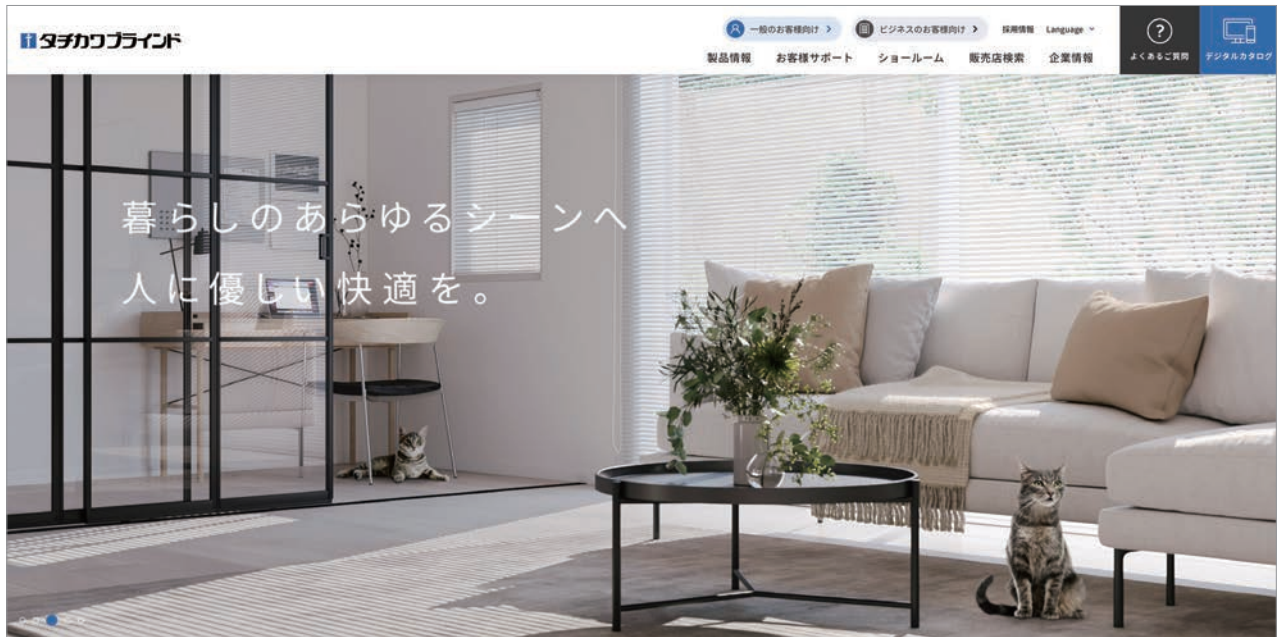 タチカワブラインド
一般のお客様向け
ビジネスのお客様向け
採用情報
Language
製品情報
お客様サポート
ショールーム
販売店検索
企業情報
?
よくあるご質問
デジタルカタログ
暮らしのあらゆるシーンへ
人に優しい快適を。